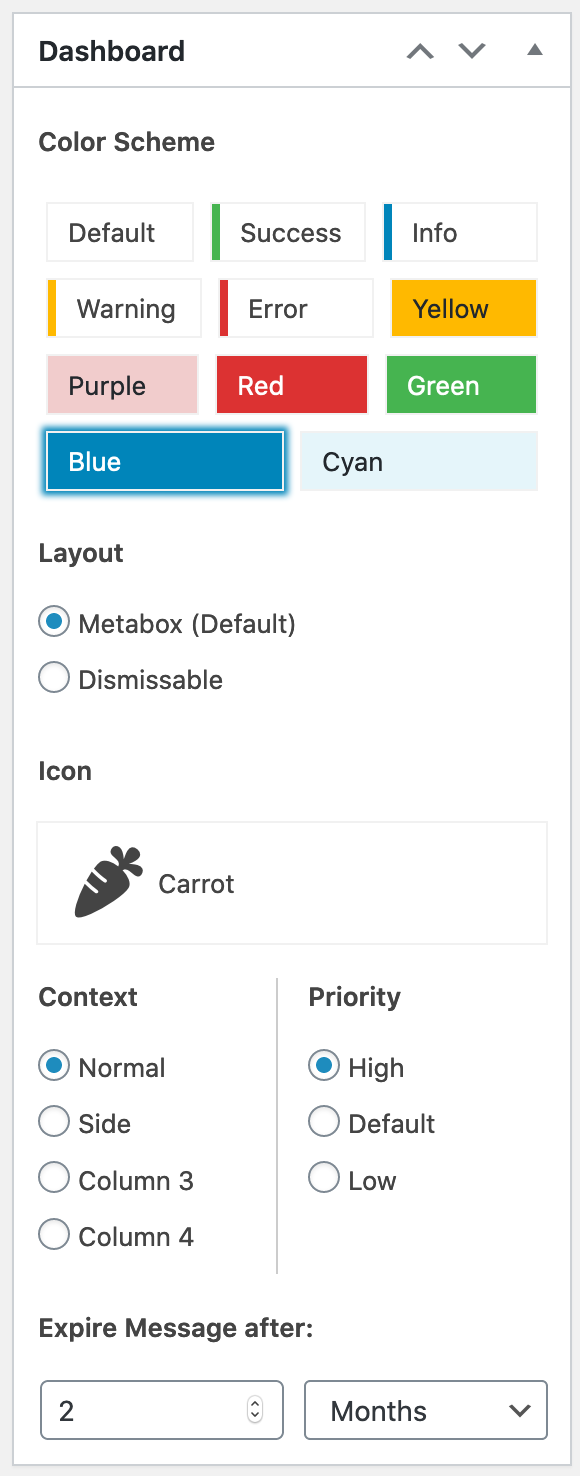 Dashboard
Color Scheme
Default Success Info
Warning Error Yellow
Purple Red Green
Blue Cyan
Layout
Metabox (Default)
Dismissable
Icon
Carrot
Context Priority
Normal High
Side Default
Column 3 Low
Column 4
Expire Message after:
2 Months